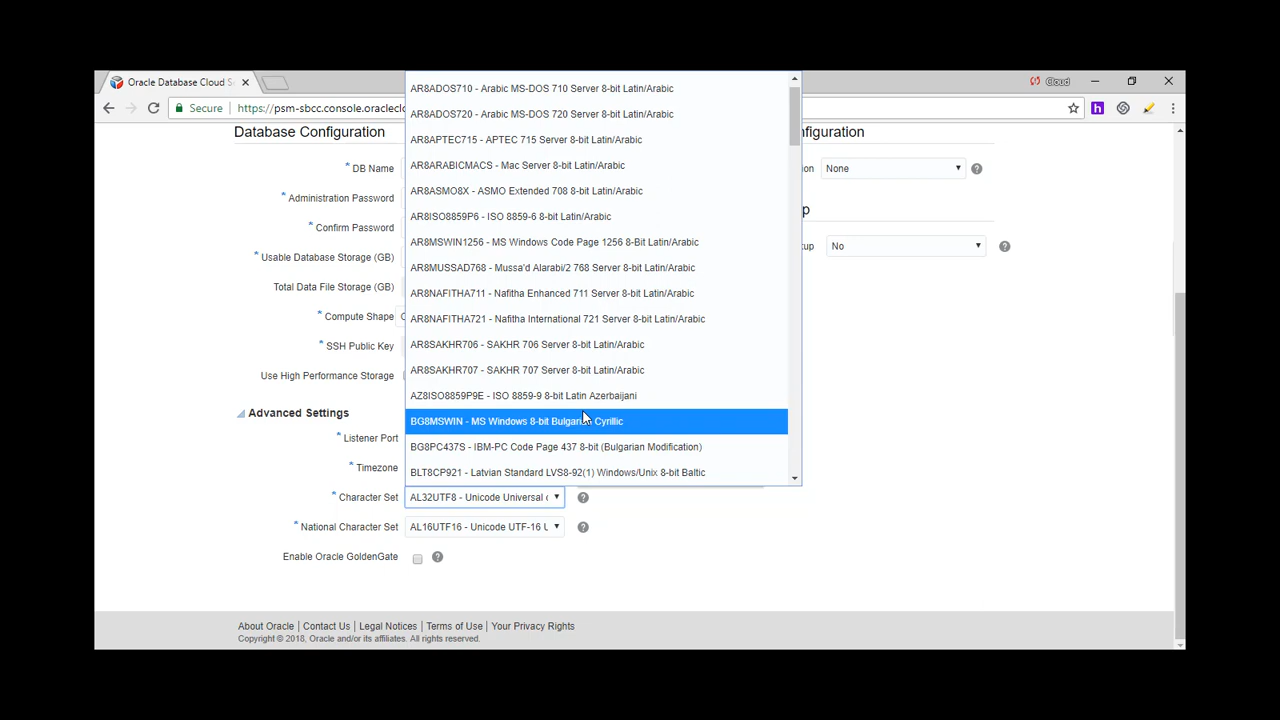 Oracle Database Cloud S
Cloud
Secure https://psm-sbcc.console.oraclecl
Database Configuration
DB Name
* Administration Password
* Confirm Password
* Usable Database Storage (GB)
Total Data File Storage (GB)
* Compute Shape
* SSH Public Key
Use High Performance Storage
Advanced Settings
* Listener Port
* Timezone
* Character Set AL32UTF8 - Unicode Universal
* National Character Set AL16UTF16 - Unicode UTF-16 U
Enable Oracle GoldenGate
AR8ADOS710 - Arabic MS-DOS 710 Server 8-bit Latin/Arabic
AR8ADOS720 - Arabic MS-DOS 720 Server 8-bit Latin/Arabic
AR8APTEC715 - APTEC 715 Server 8-bit Latin/Arabic
AR8ARABICMACS - Mac Server 8-bit Latin/Arabic
AR8ASMO8X - ASMO Extended 708 8-bit Latin/Arabic
AR8ISO8859P6 - ISO 8859-6 8-bit Latin/Arabic
AR8MSWIN1256 - MS Windows Code Page 1256 8-Bit Latin/Arabic
AR8MUSSAD768 - Mussa'd Alarabi/2 768 Server 8-bit Latin/Arabic
AR8NAFITHA711 - Nafitha Enhanced 711 Server 8-bit Latin/Arabic
AR8NAFITHA721 - Nafitha International 721 Server 8-bit Latin/Arabic
AR8SAKHR706 - SAKHR 706 Server 8-bit Latin/Arabic
AR8SAKHR707 - SAKHR 707 Server 8-bit Latin/Arabic
AZ8ISO8859P9E - ISO 8859-9 8-bit Latin Azerbaijani
BG8MSWIN - MS Windows 8-bit Bulgarian Cyrillic
BG8PC437S - IBM-PC Code Page 437 8-bit (Bulgarian Modification)
BLT8CP921 - Latvian Standard LVS8-92(1) Windows/Unix 8-bit Baltic
nfiguration
on None
p
kup No
About Oracle | Contact Us | Legal Notices | Terms of Use | Your Privacy Rights
Copyright © 2018, Oracle and/or its affiliates. All rights reserved.